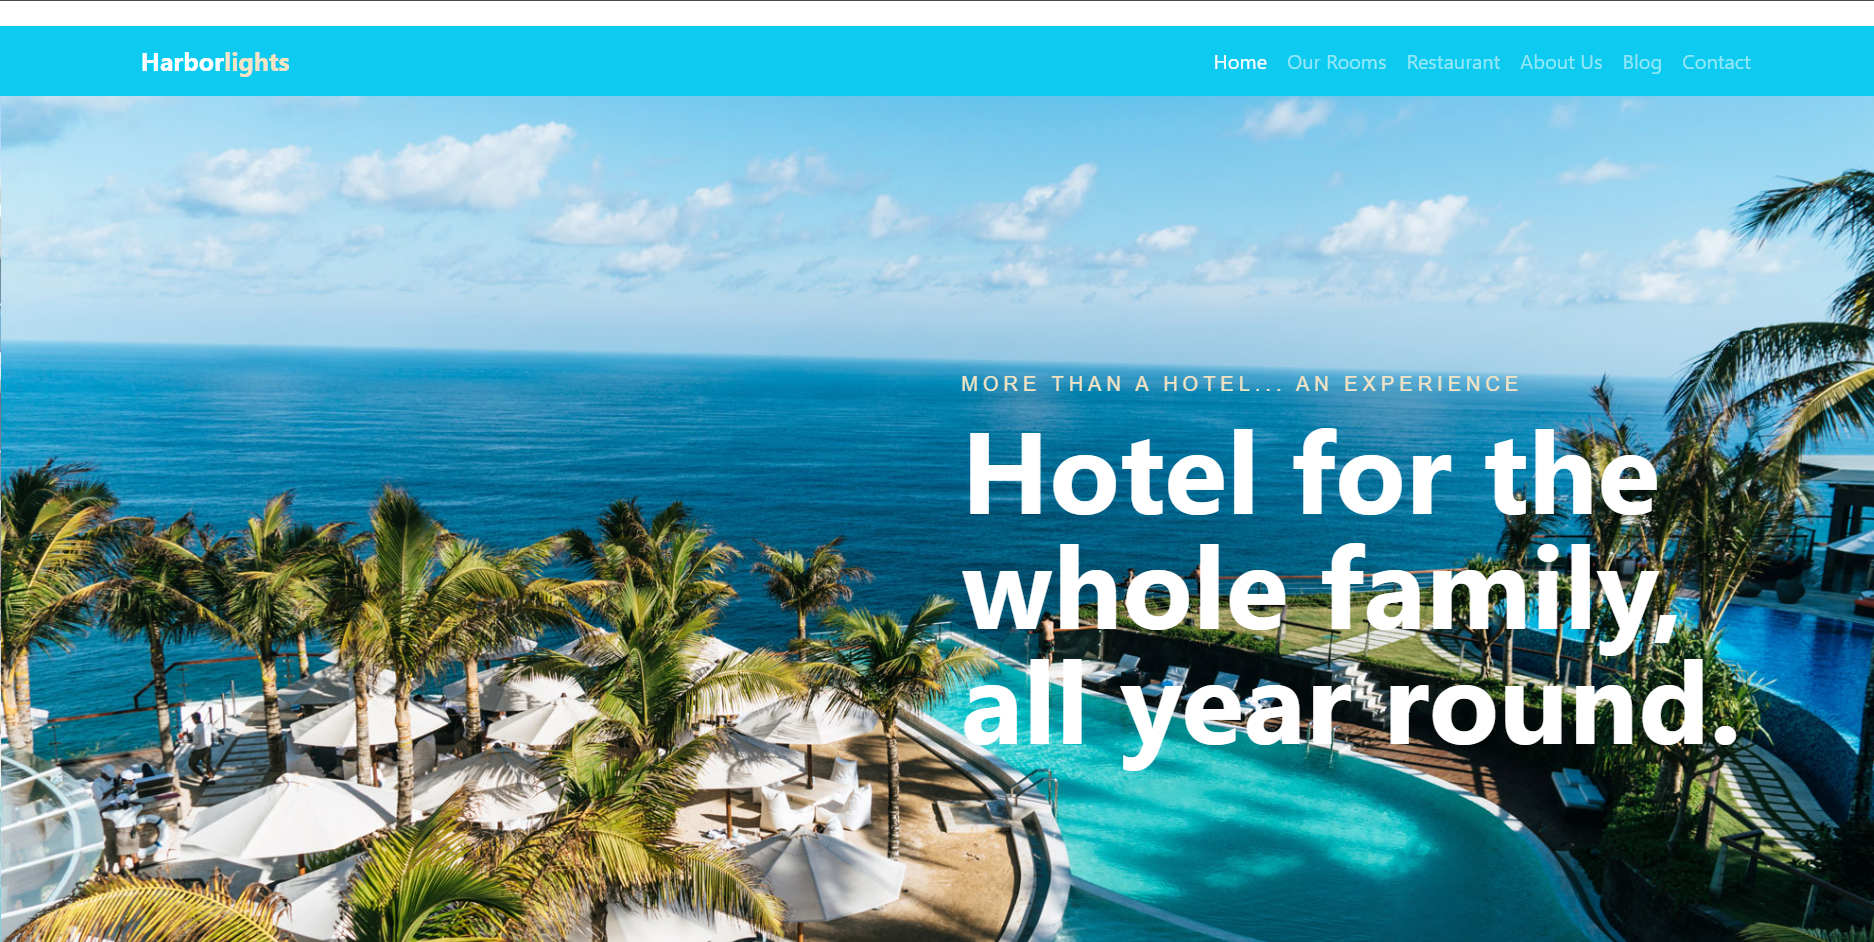 Harborlights
Home Our Rooms Restaurant About Us Blog Contact
MORE THAN A HOTEL... AN EXPERIENCE
Hotel for the
whole family,
all year round.